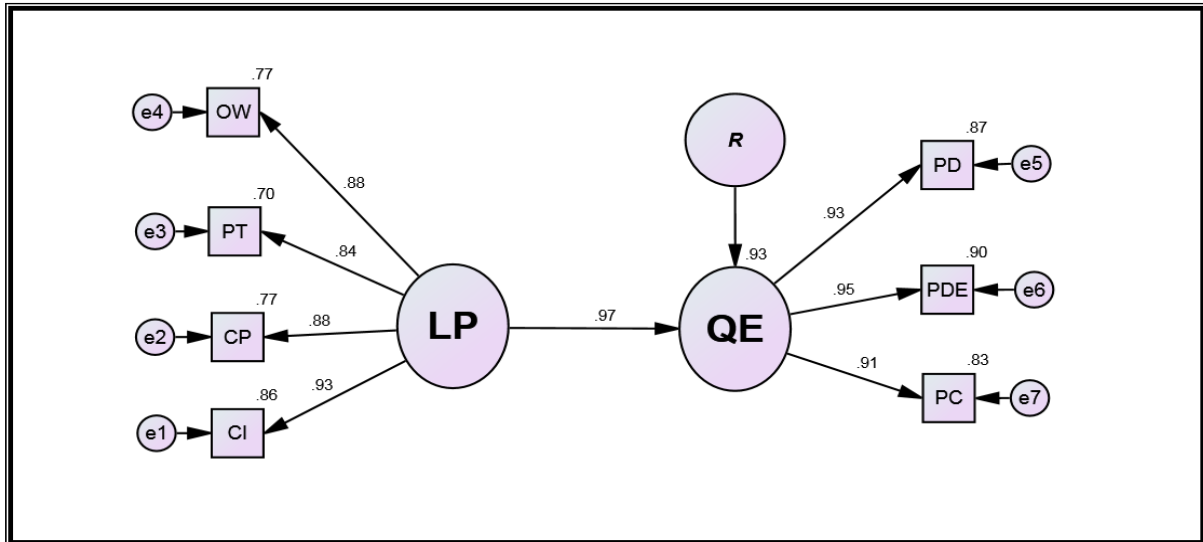 .77
e4
OW
.88
.70
e3
PT
.84
.77
e2
CP
.88
.86
e1
CI
.93
LP
.97
R
.93
QE
.87
PD
e5
.93
.90
PDE
e6
.95
.83
PC
e7
.91